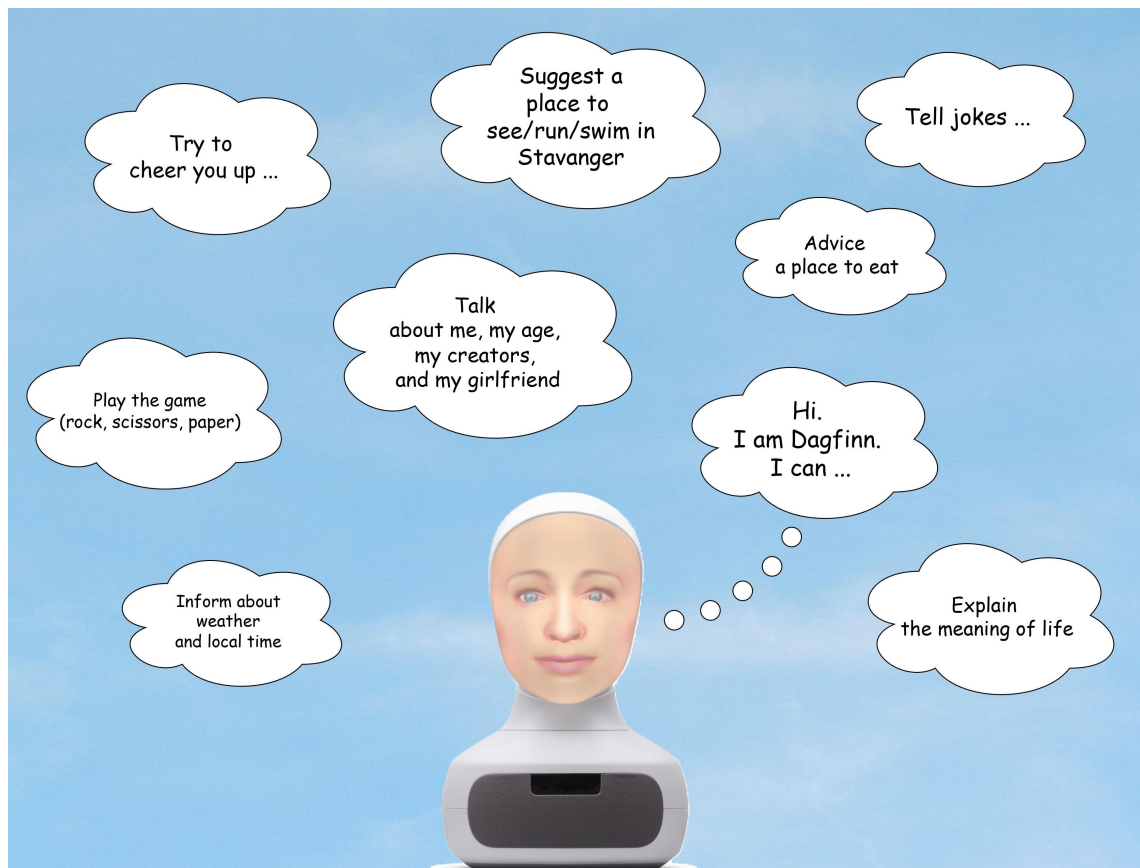 Suggest a
place to
see/run/swim in
Stavanger
Tell jokes ...
Try to
cheer you up ...
Advice
a place to eat
Talk
about me, my age,
my creators,
and my girlfriend
Play the game
(rock, scissors, paper)
Hi.
I am Dagfinn.
I can ...
Inform about
weather
and local time
Explain
the meaning of life